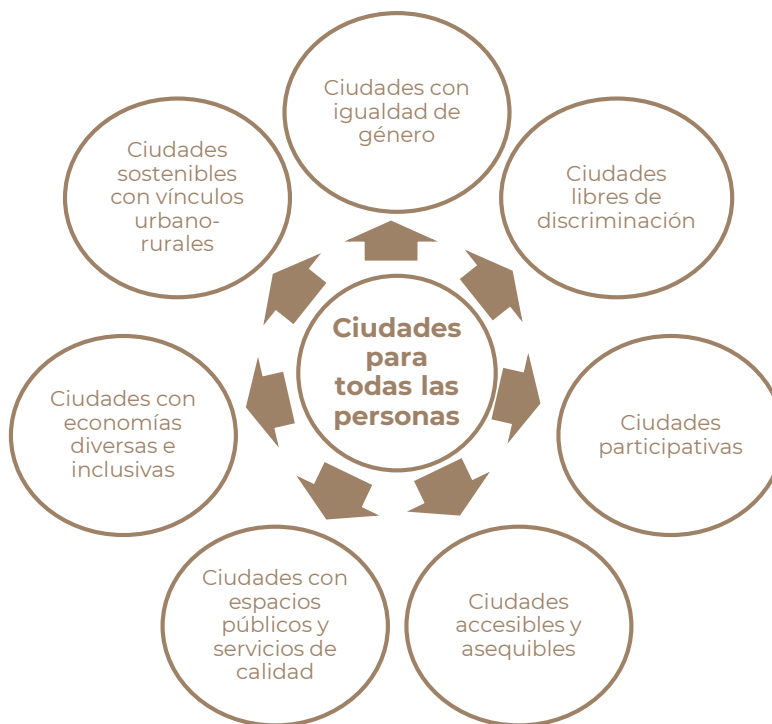 Ciudades con
igualdad de
género
Ciudades
libres de
discriminación
Ciudades
participativas
Ciudades
accesibles y
asequibles
Ciudades con
espacios
públicos y
servicios de
calidad
Ciudades con
economías
diversas e
inclusivas
Ciudades
sostenibles
con vínculos
urbano-
rurales
Ciudades
para
todas las
personas